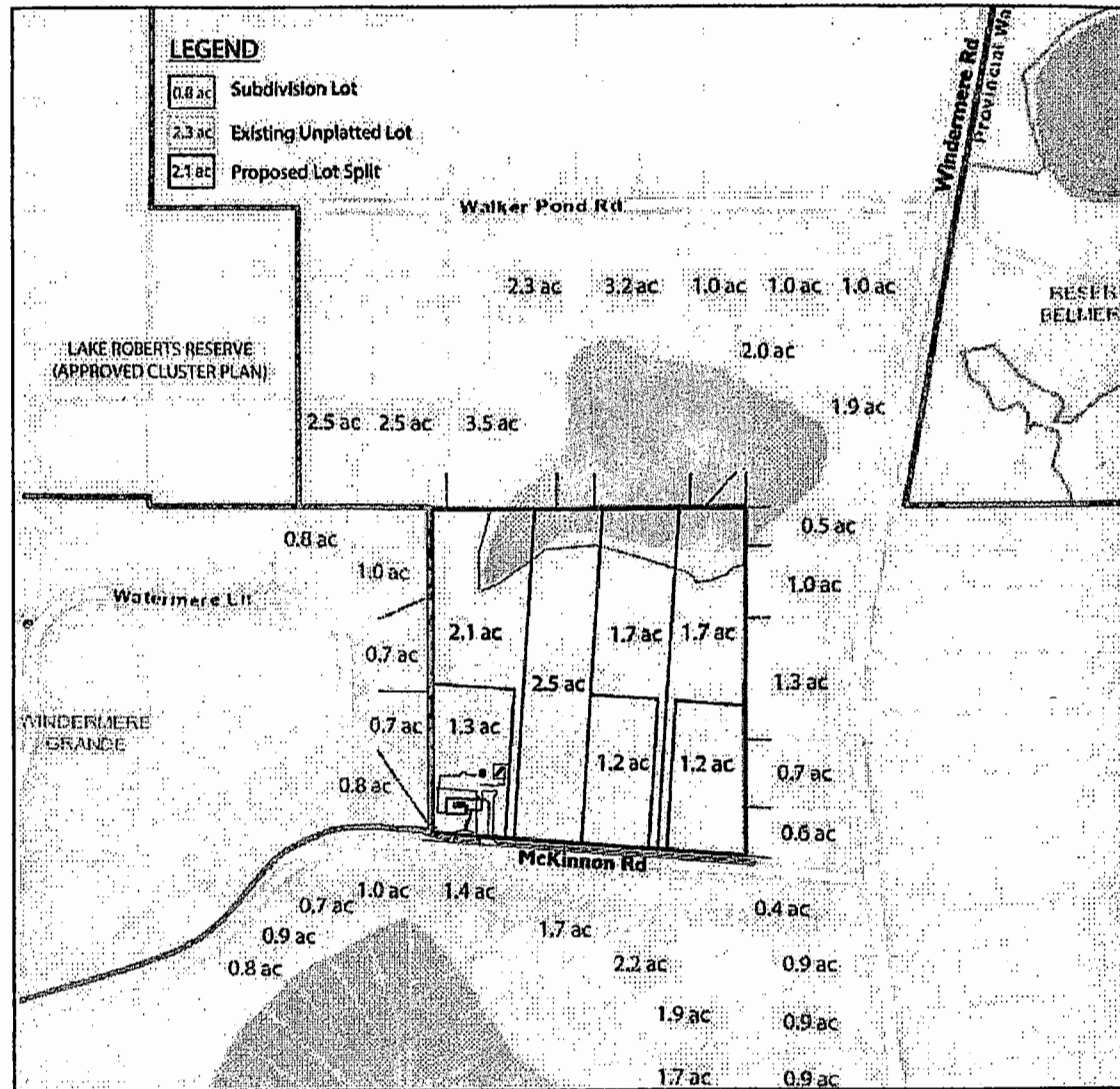 LEGEND
0.8 ac Subdivision Lot
2.3 ac Existing Unplatted Lot
2.1 ac Proposed Lot Split
Windermere Rd
Provincial Wa
Walker Pond Rd
2.3 ac 3.2 ac 1.0 ac 1.0 ac 1.0 ac
LAKE ROBERTS RESERVE
(APPROVED CLUSTER PLAN)
2.0 ac
1.9 ac
2.5 ac 2.5 ac 3.5 ac
0.8 ac
0.5 ac
1.0 ac
1.0 ac
Watermere Ln
2.1 ac
1.7 ac 1.7 ac
0.7 ac
2.5 ac
1.3 ac
WINDERMERE
GRANDE
0.7 ac
1.3 ac
1.2 ac 1.2 ac
0.7 ac
0.8 ac
0.6 ac
McKinnon Rd
1.0 ac 1.4 ac
0.7 ac
0.4 ac
1.7 ac
0.9 ac
0.8 ac
2.2 ac
0.9 ac
1.9 ac
0.9 ac
1.7 ac
0.9 ac